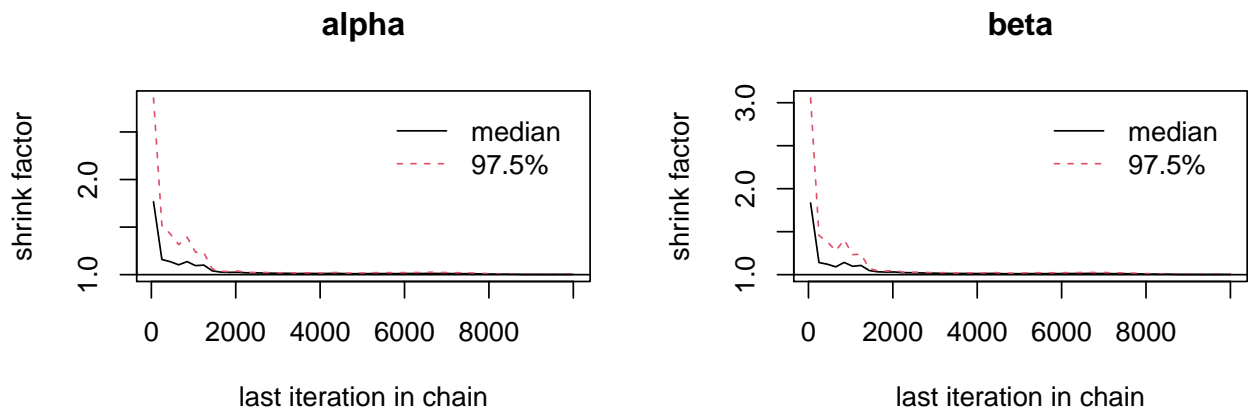 alpha
shrink factor
1.0
2.0
median
97.5%
0 2000 4000 6000 8000
last iteration in chain
beta
shrink factor
1.0
2.0
3.0
median
97.5%
0 2000 4000 6000 8000
last iteration in chain